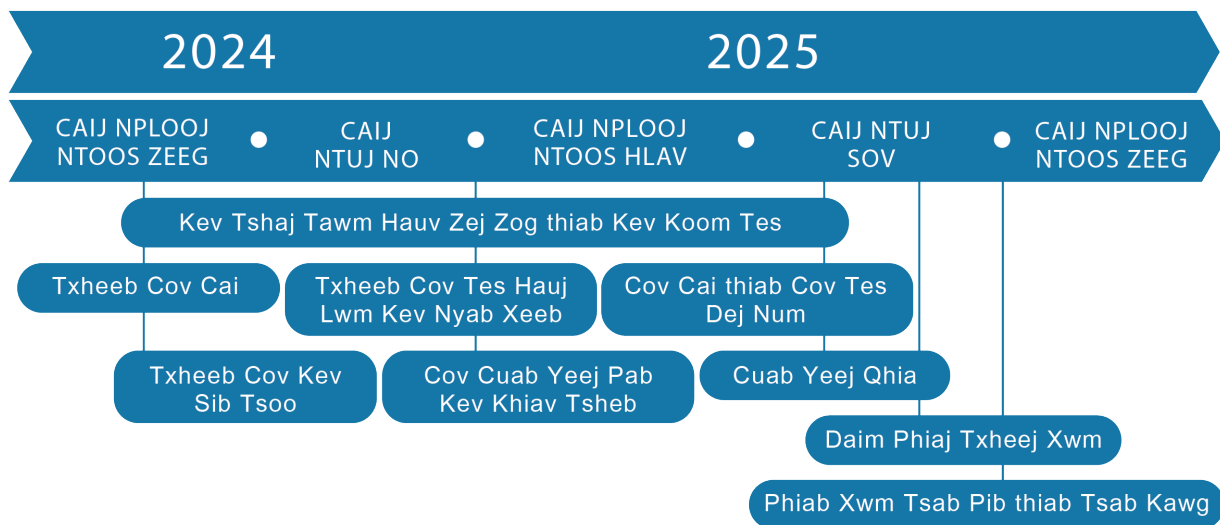 2024
2025
CAIJ NPLOOJ
NTOOS ZEEG
CAIJ
NTUJ NO
CAIJ NPLOOJ
NTOOS HLAV
CAIJ NTUJ
SOV
CAIJ NPLOOJ
NTOOS ZEEG
Kev Tshaj Tawm Hauv Zej Zog thiab Kev Koom Tes
Txheeb Cov Cai
Txheeb Cov Tes Hauj
Lwm Kev Nyab Xeeb
Cov Cai thiab Cov Tes
Dej Num
Txheeb Cov Kev
Sib Tsoo
Cov Cuab Yeej Pab
Kev Khiav Tsheb
Cuab Yeej Qhia
Daim Phiaj Txheej Xwm
Phiab Xwm Tsab Pib thiab Tsab Kawg